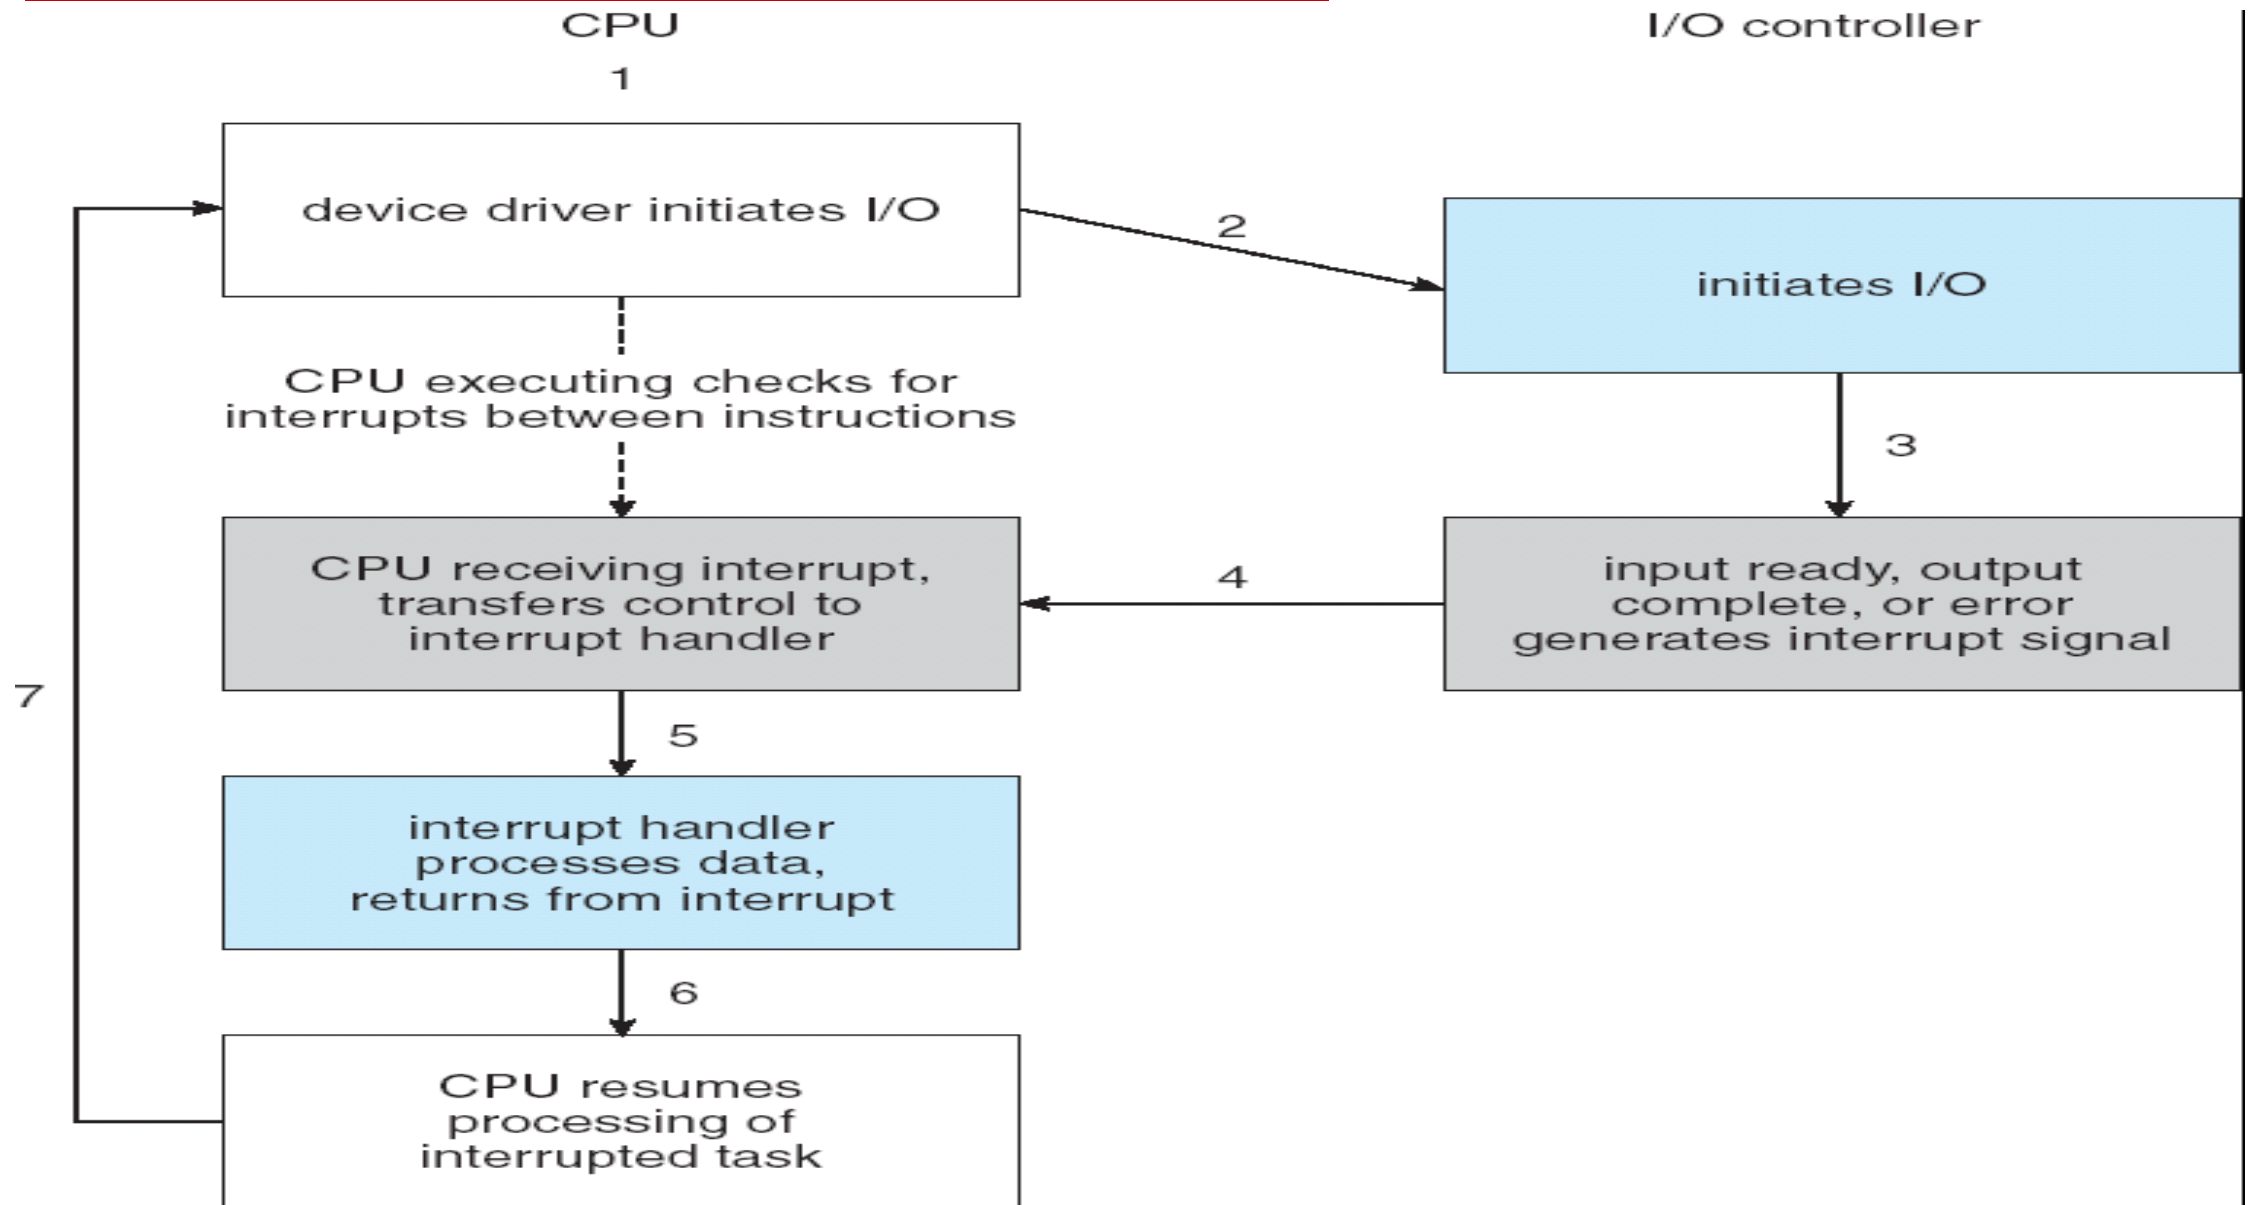 CPU
I/O controller
1
device driver initiates I/O
2
initiates I/O
CPU executing checks for
interrupts between instructions
3
CPU receiving interrupt,
transfers control to
interrupt handler
4
input ready, output
complete, or error
generates interrupt signal
7
5
interrupt handler
processes data,
returns from interrupt
6
CPU resumes
processing of
interrupted task